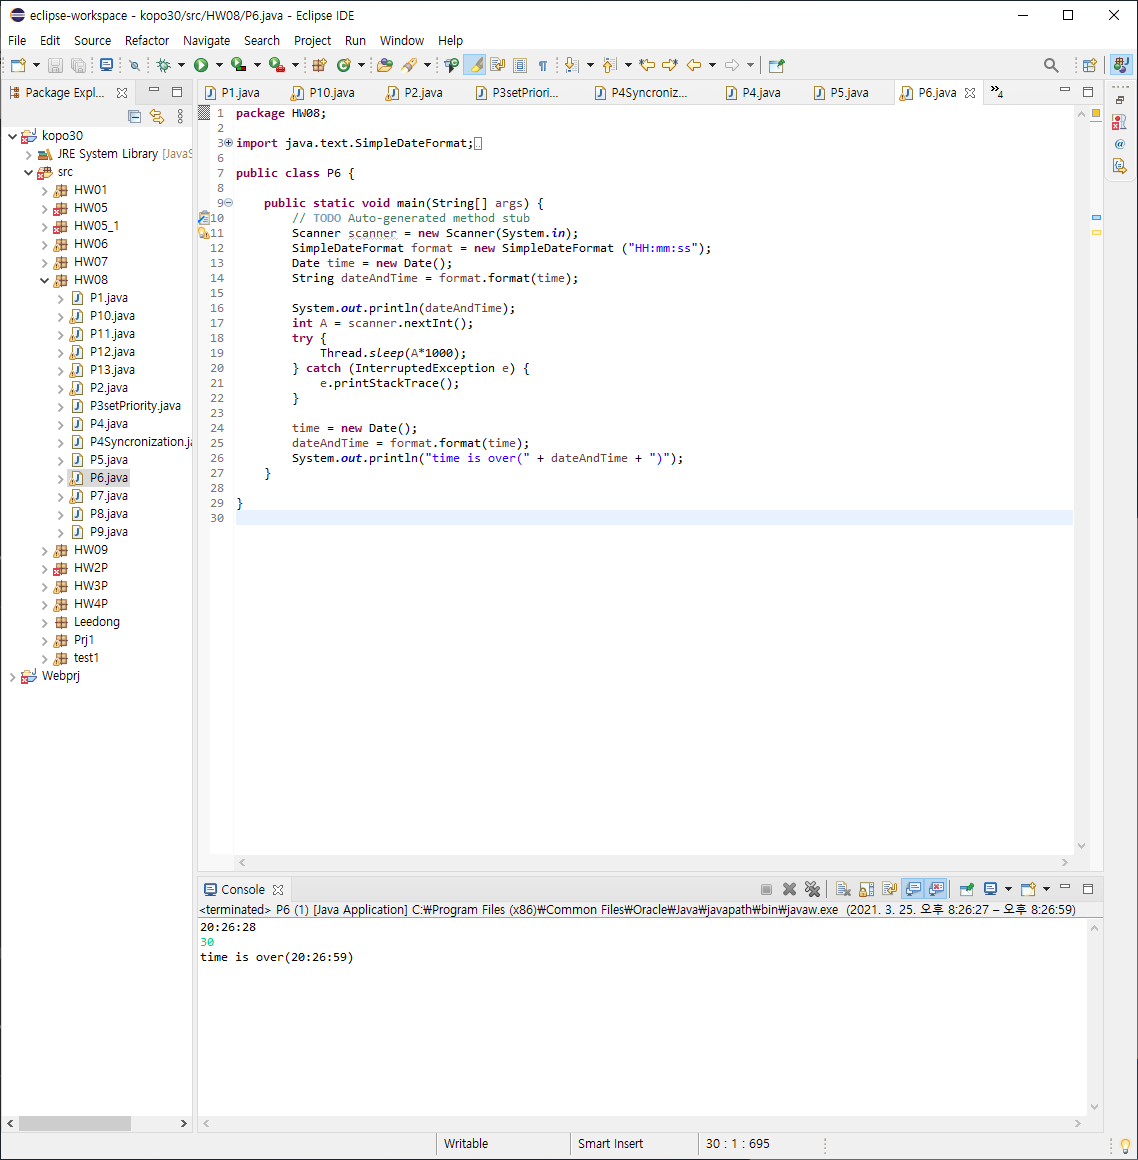 eclipse-workspace - kopo30/src/HW08/P6.java - Eclipse IDE
File Edit Source Refactor Navigate Search Project Run Window Help
Package Expl...
P1.java P10.java P2.java P3setPriori... P4Syncroniz... P4.java P5.java P6.java »4
kopo30
JRE System Library [JavaS
src
HW01
HW05
HW05_1
HW06
HW07
HW08
P1.java
P10.java
P11.java
P12.java
P13.java
P2.java
P3setPriority.java
P4.java
P4Syncronization.ja
P5.java
P6.java
P7.java
P8.java
P9.java
HW09
HW2P
HW3P
HW4P
Leedong
Prj1
test1
Webprj
1 package HW08;
2
3 import java.text.SimpleDateFormat;
6
7 public class P6 {
8
9 public static void main(String[] args) {
10 // TODO Auto-generated method stub
11 Scanner scanner = new Scanner(System.in);
12 SimpleDateFormat format = new SimpleDateFormat ("HH:mm:ss");
13 Date time = new Date();
14 String dateAndTime = format.format(time);
15
16 System.out.println(dateAndTime);
17 int A = scanner.nextInt();
18 try {
19 Thread.sleep(A*1000);
20 } catch (InterruptedException e) {
21 e.printStackTrace();
22 }
23
24 time = new Date();
25 dateAndTime = format.format(time);
26 System.out.println("time is over(" + dateAndTime + ")");
27 }
28
29 }
30
Console
<terminated> P6 (1) [Java Application] C:₩Program Files (x86)₩Common Files₩Oracle₩Java₩javapath₩bin₩javaw.exe (2021. 3. 25. 오후 8:26:27 – 오후 8:26:59)
20:26:28
30
time is over(20:26:59)
Writable Smart Insert 30 : 1 : 695